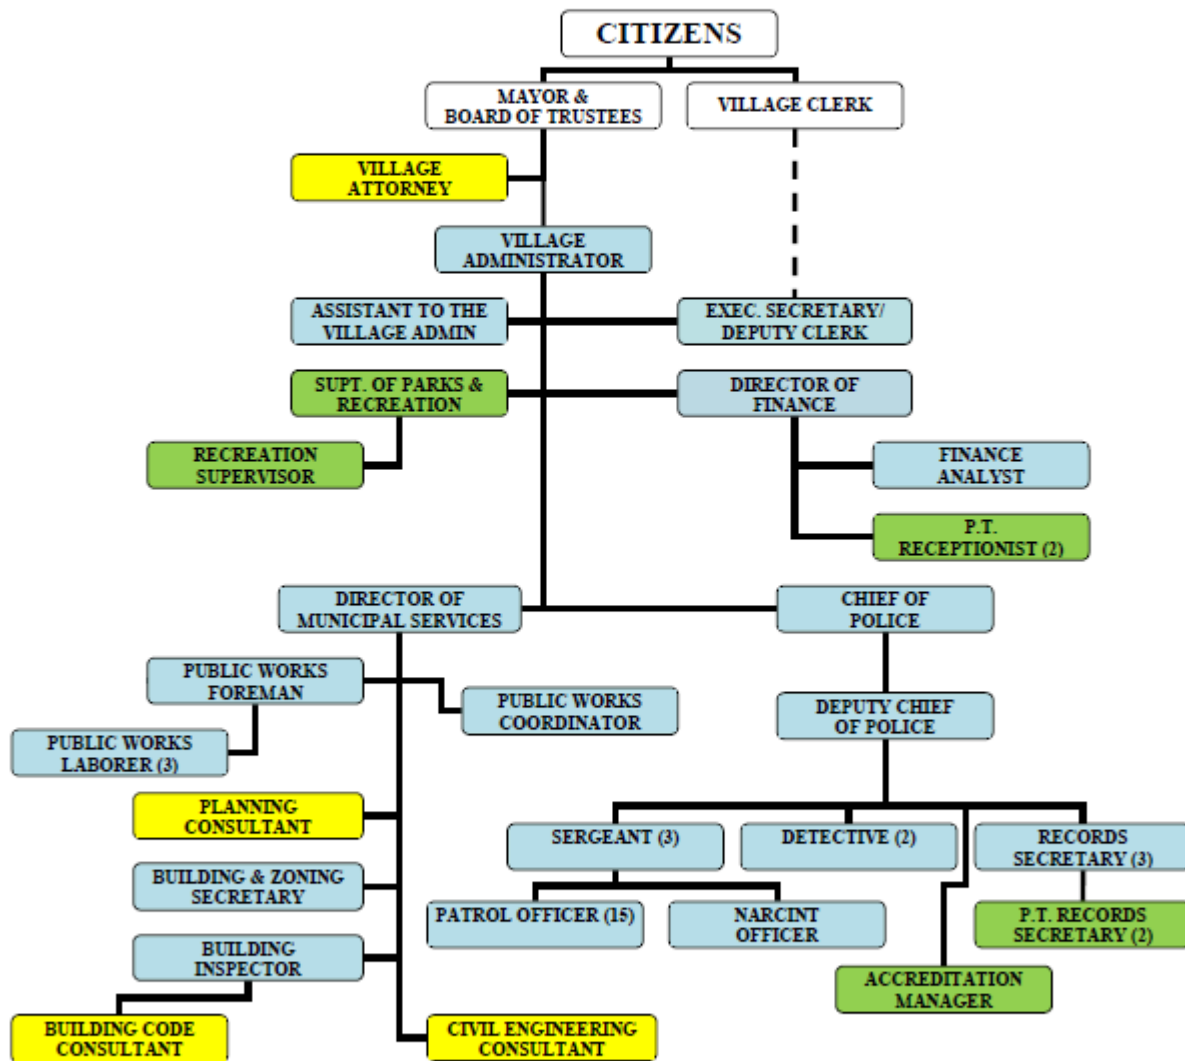 CITIZENS
MAYOR &
BOARD OF TRUSTEES
VILLAGE CLERK
VILLAGE
ATTORNEY
VILLAGE
ADMINISTRATOR
ASSISTANT TO THE
VILLAGE ADMIN
EXEC. SECRETARY/
DEPUTY CLERK
SUPT. OF PARKS &
RECREATION
DIRECTOR OF
FINANCE
RECREATION
SUPERVISOR
FINANCE
ANALYST
P.T.
RECEPTIONIST (2)
DIRECTOR OF
MUNICIPAL SERVICES
CHIEF OF
POLICE
PUBLIC WORKS
FOREMAN
PUBLIC WORKS
COORDINATOR
DEPUTY CHIEF
OF POLICE
PUBLIC WORKS
LABORER (3)
PLANNING
CONSULTANT
SERGEANT (3)
DETECTIVE (2)
RECORDS
SECRETARY (3)
BUILDING & ZONING
SECRETARY
PATROL OFFICER (15)
NARCINT
OFFICER
P.T. RECORDS
SECRETARY (2)
BUILDING
INSPECTOR
ACCREDITATION
MANAGER
BUILDING CODE
CONSULTANT
CIVIL ENGINEERING
CONSULTANT